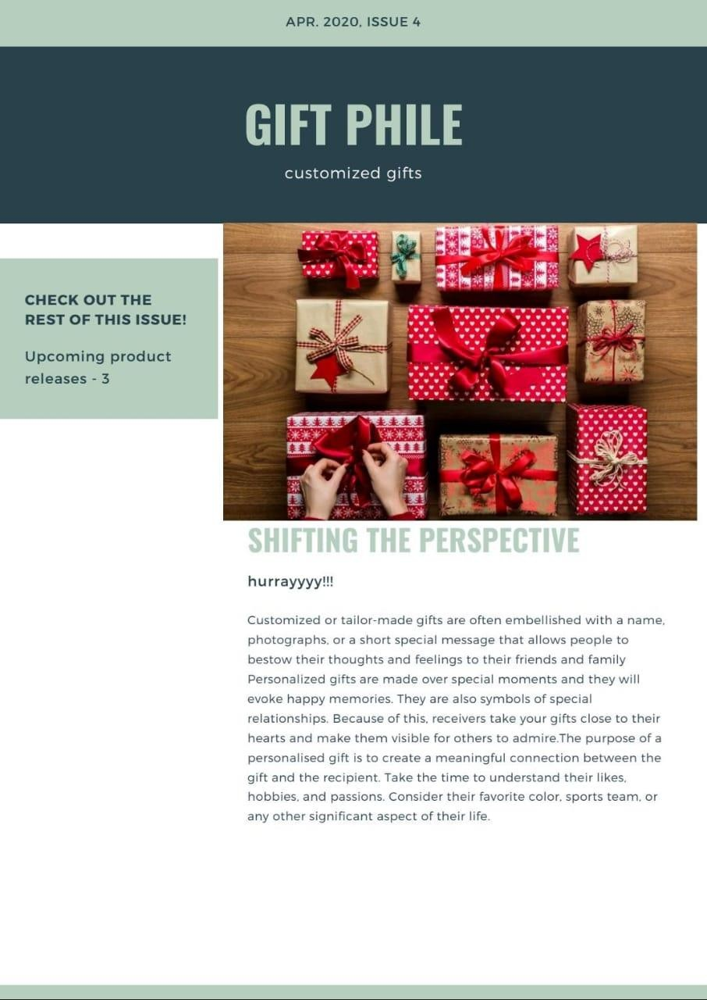 APR. 2020, ISSUE 4
GIFT PHILE
customized gifts
CHECK OUT THE
REST OF THIS ISSUE!
Upcoming product
releases - 3
SHIFTING THE PERSPECTIVE
hurrayyyy!!!
Customized or tailor-made gifts are often embellished with a name,
photographs, or a short special message that allows people to
bestow their thoughts and feelings to their friends and family
Personalized gifts are made over special moments and they will
evoke happy memories. They are also symbols of special
relationships. Because of this, receivers take your gifts close to their
hearts and make them visible for others to admire.The purpose of a
personalised gift is to create a meaningful connection between the
gift and the recipient. Take the time to understand their likes,
hobbies, and passions. Consider their favorite color, sports team, or
any other significant aspect of their life.